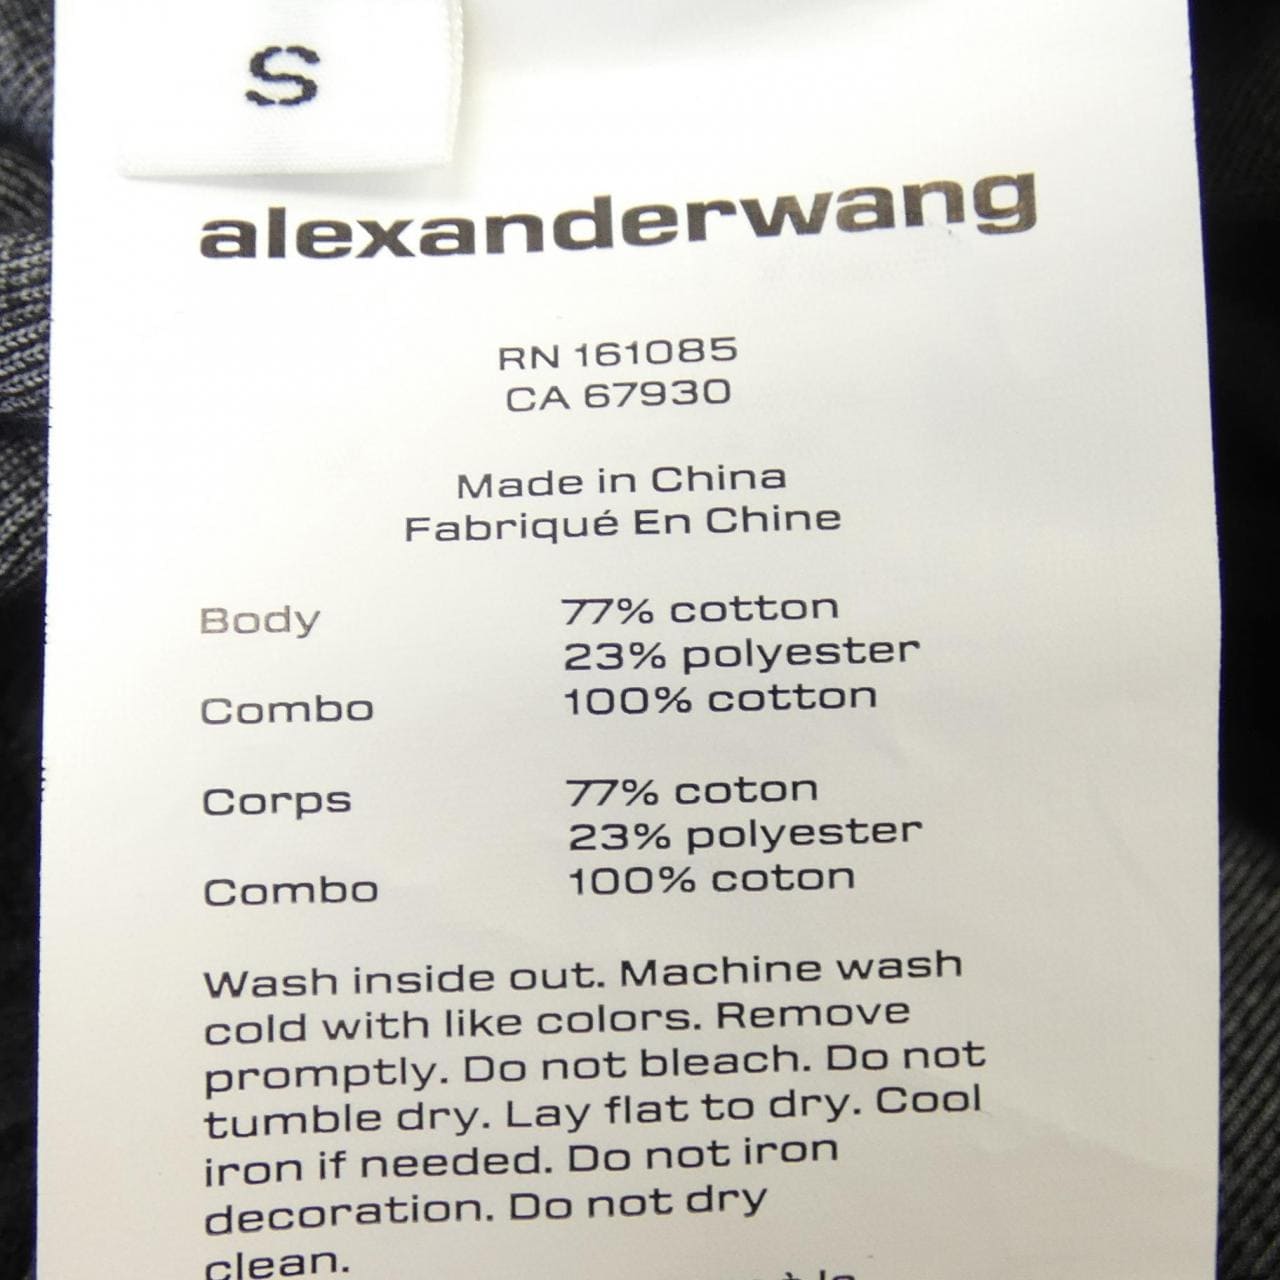 S
alexanderwang
RN 161085
CA 67930
Made in China
Fabriqué En Chine
Body 77% cotton
23% polyester
Combo 100% cotton
Corps 77% coton
23% polyester
Combo 100% coton
Wash inside out. Machine wash
cold with like colors. Remove
promptly. Do not bleach. Do not
tumble dry. Lay flat to dry. Cool
iron if needed. Do not iron
decoration. Do not dry
clean.